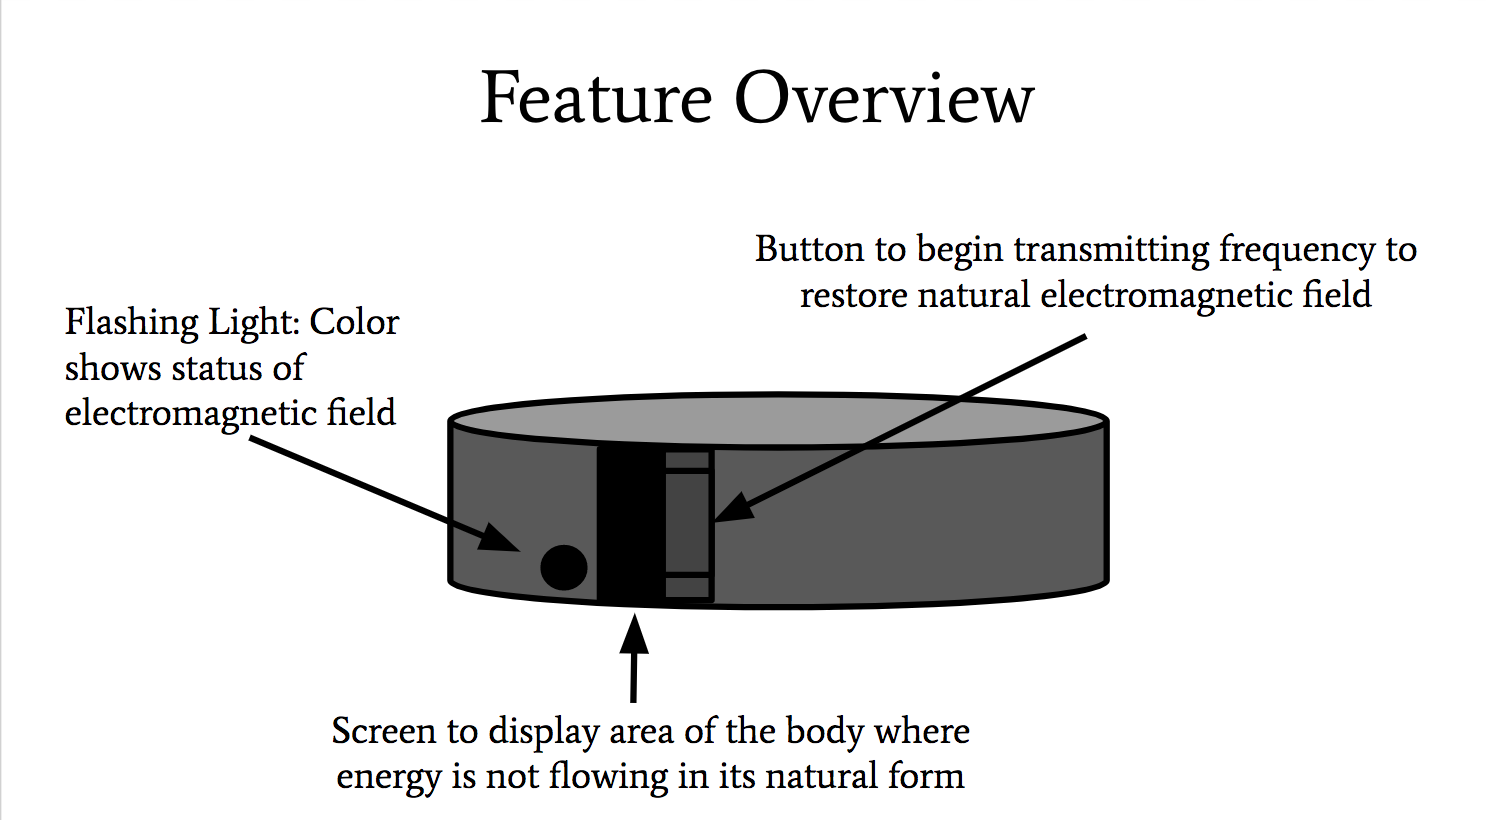 Feature Overview
Button to begin transmitting frequency to
restore natural electromagnetic field
Flashing Light: Color
shows status of
electromagnetic field
Screen to display area of the body where
energy is not flowing in its natural form